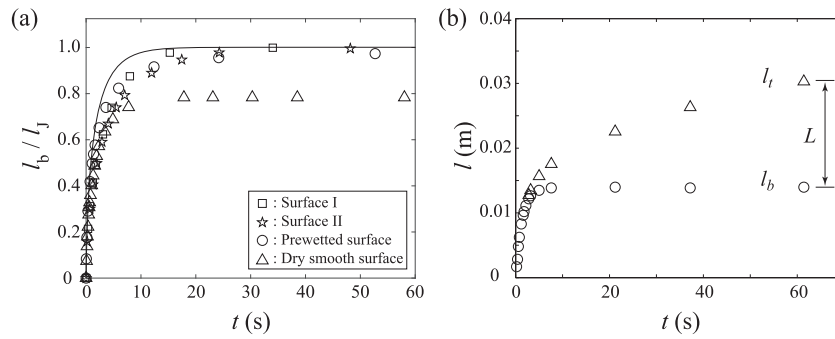 (a)
1.0
0.8
0.6
0.4
0.2
0
l_b / l_J
□ : Surface I
☆ : Surface II
○ : Prewetted surface
△ : Dry smooth surface
0 10 20 30 40 50 60
t (s)
(b)
0.04
0.03
0.02
0.01
0
l (m)
l_t
L
l_b
0 20 40 60
t (s)